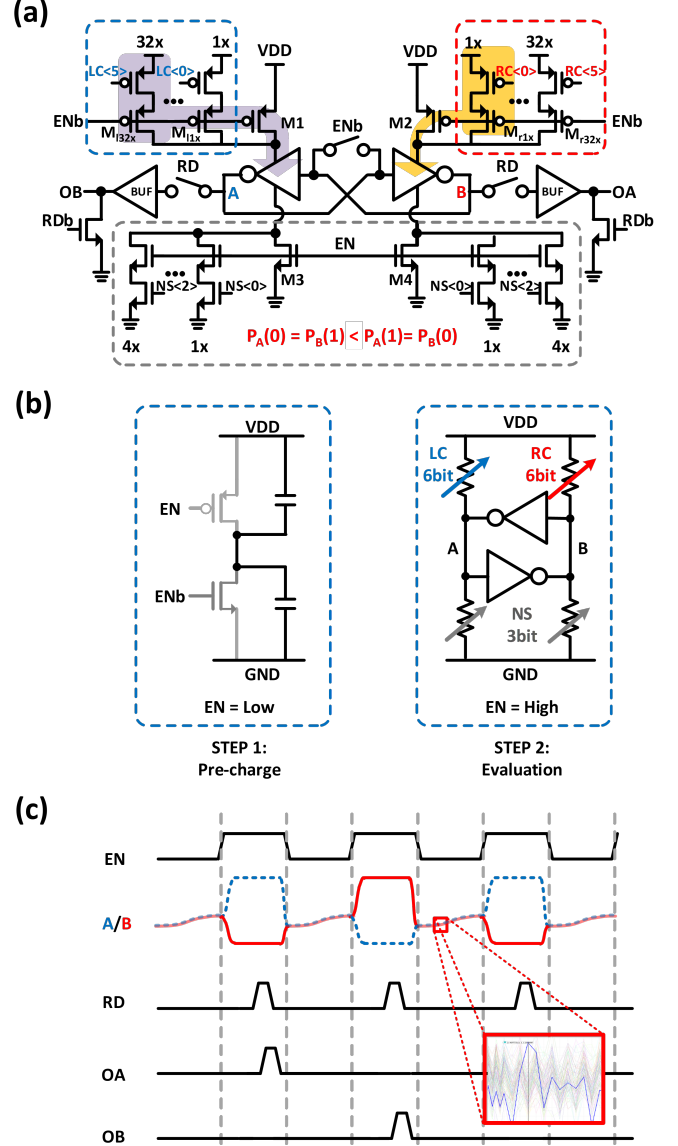 (a)
32x 1x VDD VDD 1x 32x
LC<5> LC<0> RC<0> RC<5>
ENb M1 ENb M2 ENb
Ml32x Ml1x Mr1x Mr32x
RD RD
OB BUF A B BUF OA
RDb RDb
EN
NS<2> NS<0> M3 M4 NS<0> NS<2>
4x 1x PA(0) = PB(1) < PA(1)= PB(0) 1x 4x
(b)
VDD VDD
LC RC
6bit 6bit
EN
A B
ENb
NS
3bit
GND GND
EN = Low EN = High
STEP 1: STEP 2:
Pre-charge Evaluation
(c)
EN
A/B
RD
OA
OB